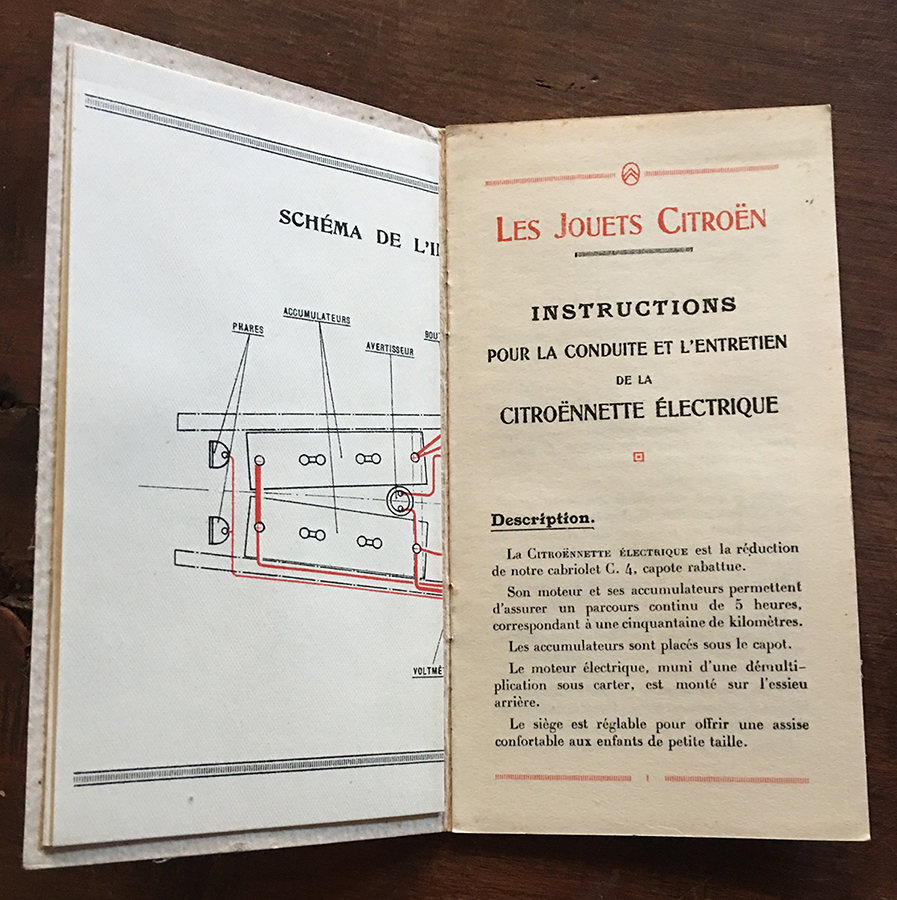 SCHÉMA DE L'I
PHARES
ACCUMULATEURS
AVERTISSEUR
BOUT
VOLTMÈT
LES JOUETS CITROËN
INSTRUCTIONS
POUR LA CONDUITE ET L'ENTRETIEN
DE LA
CITROËNNETTE ÉLECTRIQUE
Description.
La CITROËNNETTE ÉLECTRIQUE est la réduction
de notre cabriolet C. 4, capote rabattue.
Son moteur et ses accumulateurs permettent
d'assurer un parcours continu de 5 heures,
correspondant à une cinquantaine de kilomètres.
Les accumulateurs sont placés sous le capot.
Le moteur électrique, muni d'une démulti-
plication sous carter, est monté sur l'essieu
arrière.
Le siège est réglable pour offrir une assise
confortable aux enfants de petite taille.
1